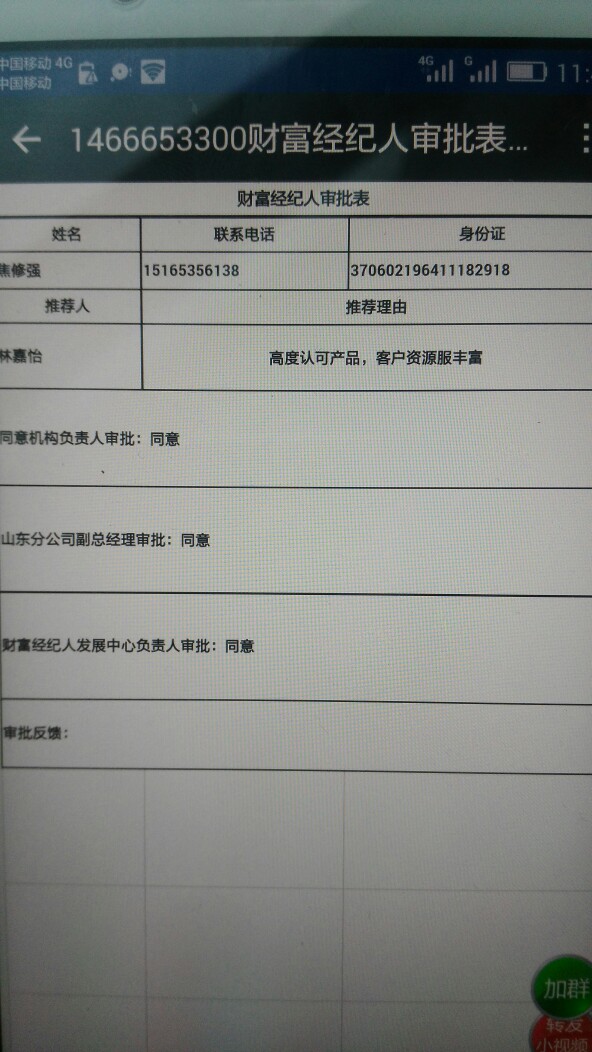 中国移动 4G
中国移动
4G
G
11:
1466653300财富经纪人审批表...
财富经纪人审批表
姓名 联系电话 身份证
焦修强 15165356138 370602196411182918
推荐人 推荐理由
林嘉怡 高度认可产品，客户资源服丰富
同意机构负责人审批：同意
山东分公司副总经理审批：同意
财富经纪人发展中心负责人审批：同意
审批反馈：
加群
转发
小视频